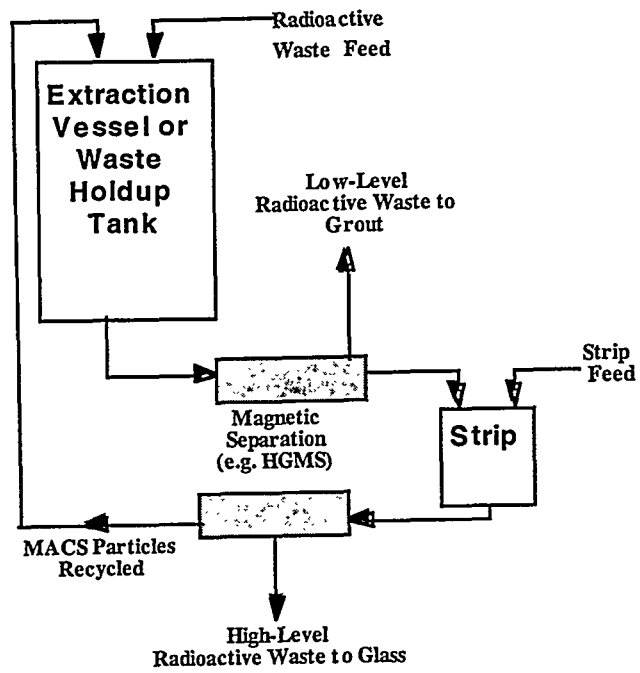 Radioactive
Waste Feed
Extraction
Vessel or
Waste
Holdup
Tank
Low-Level
Radioactive Waste to
Grout
Strip
Feed
Magnetic
Separation
(e.g. HGMS)
Strip
MACS Particles
Recycled
High-Level
Radioactive Waste to Glass